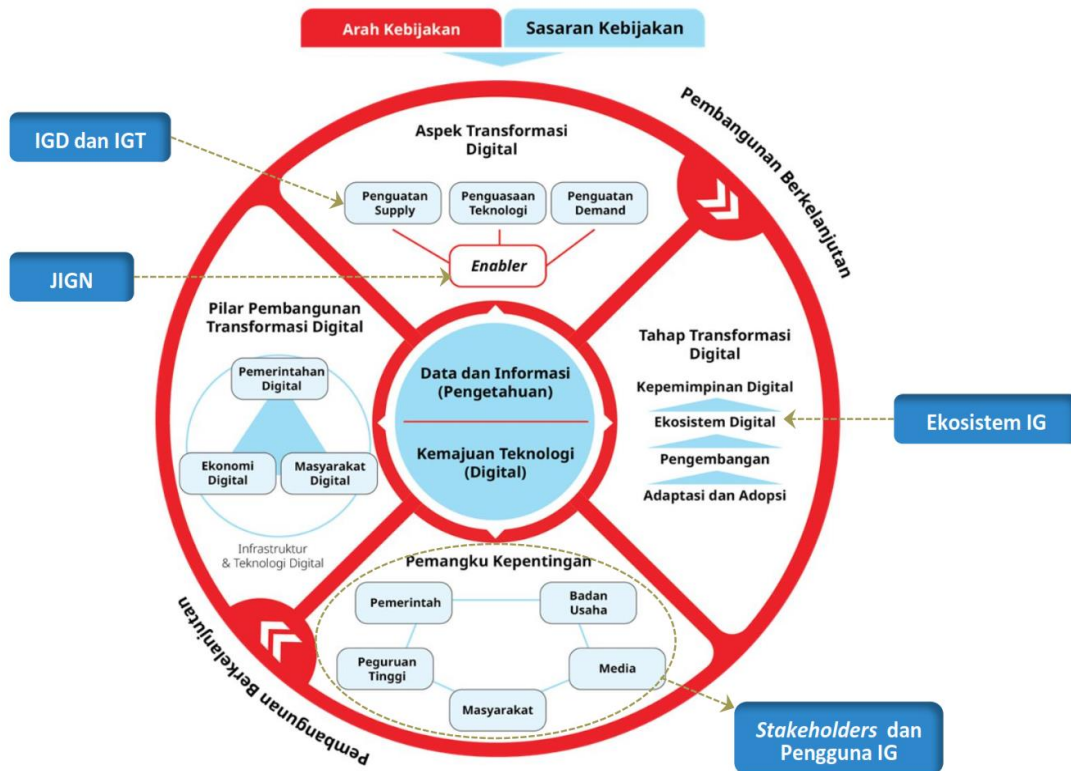 Arah Kebijakan
Sasaran Kebijakan
Pembangunan Berkelanjutan
IGD dan IGT
Aspek Transformasi
Digital
Penguatan
Supply
Penguasaan
Teknologi
Penguatan
Demand
Enabler
JIGN
Pilar Pembangunan
Transformasi Digital
Pemerintahan
Digital
Ekonomi
Digital
Masyarakat
Digital
Infrastruktur
& Teknologi Digital
Data dan Informasi
(Pengetahuan)
Kemajuan Teknologi
(Digital)
Tahap Transformasi
Digital
Kepemimpinan Digital
Ekosistem Digital
Pengembangan
Adaptasi dan Adopsi
Ekosistem IG
Pemangku Kepentingan
Pemerintah
Badan
Usaha
Peguruan
Tinggi
Media
Masyarakat
Pembangunan Berkelanjutan
Stakeholders dan
Pengguna IG